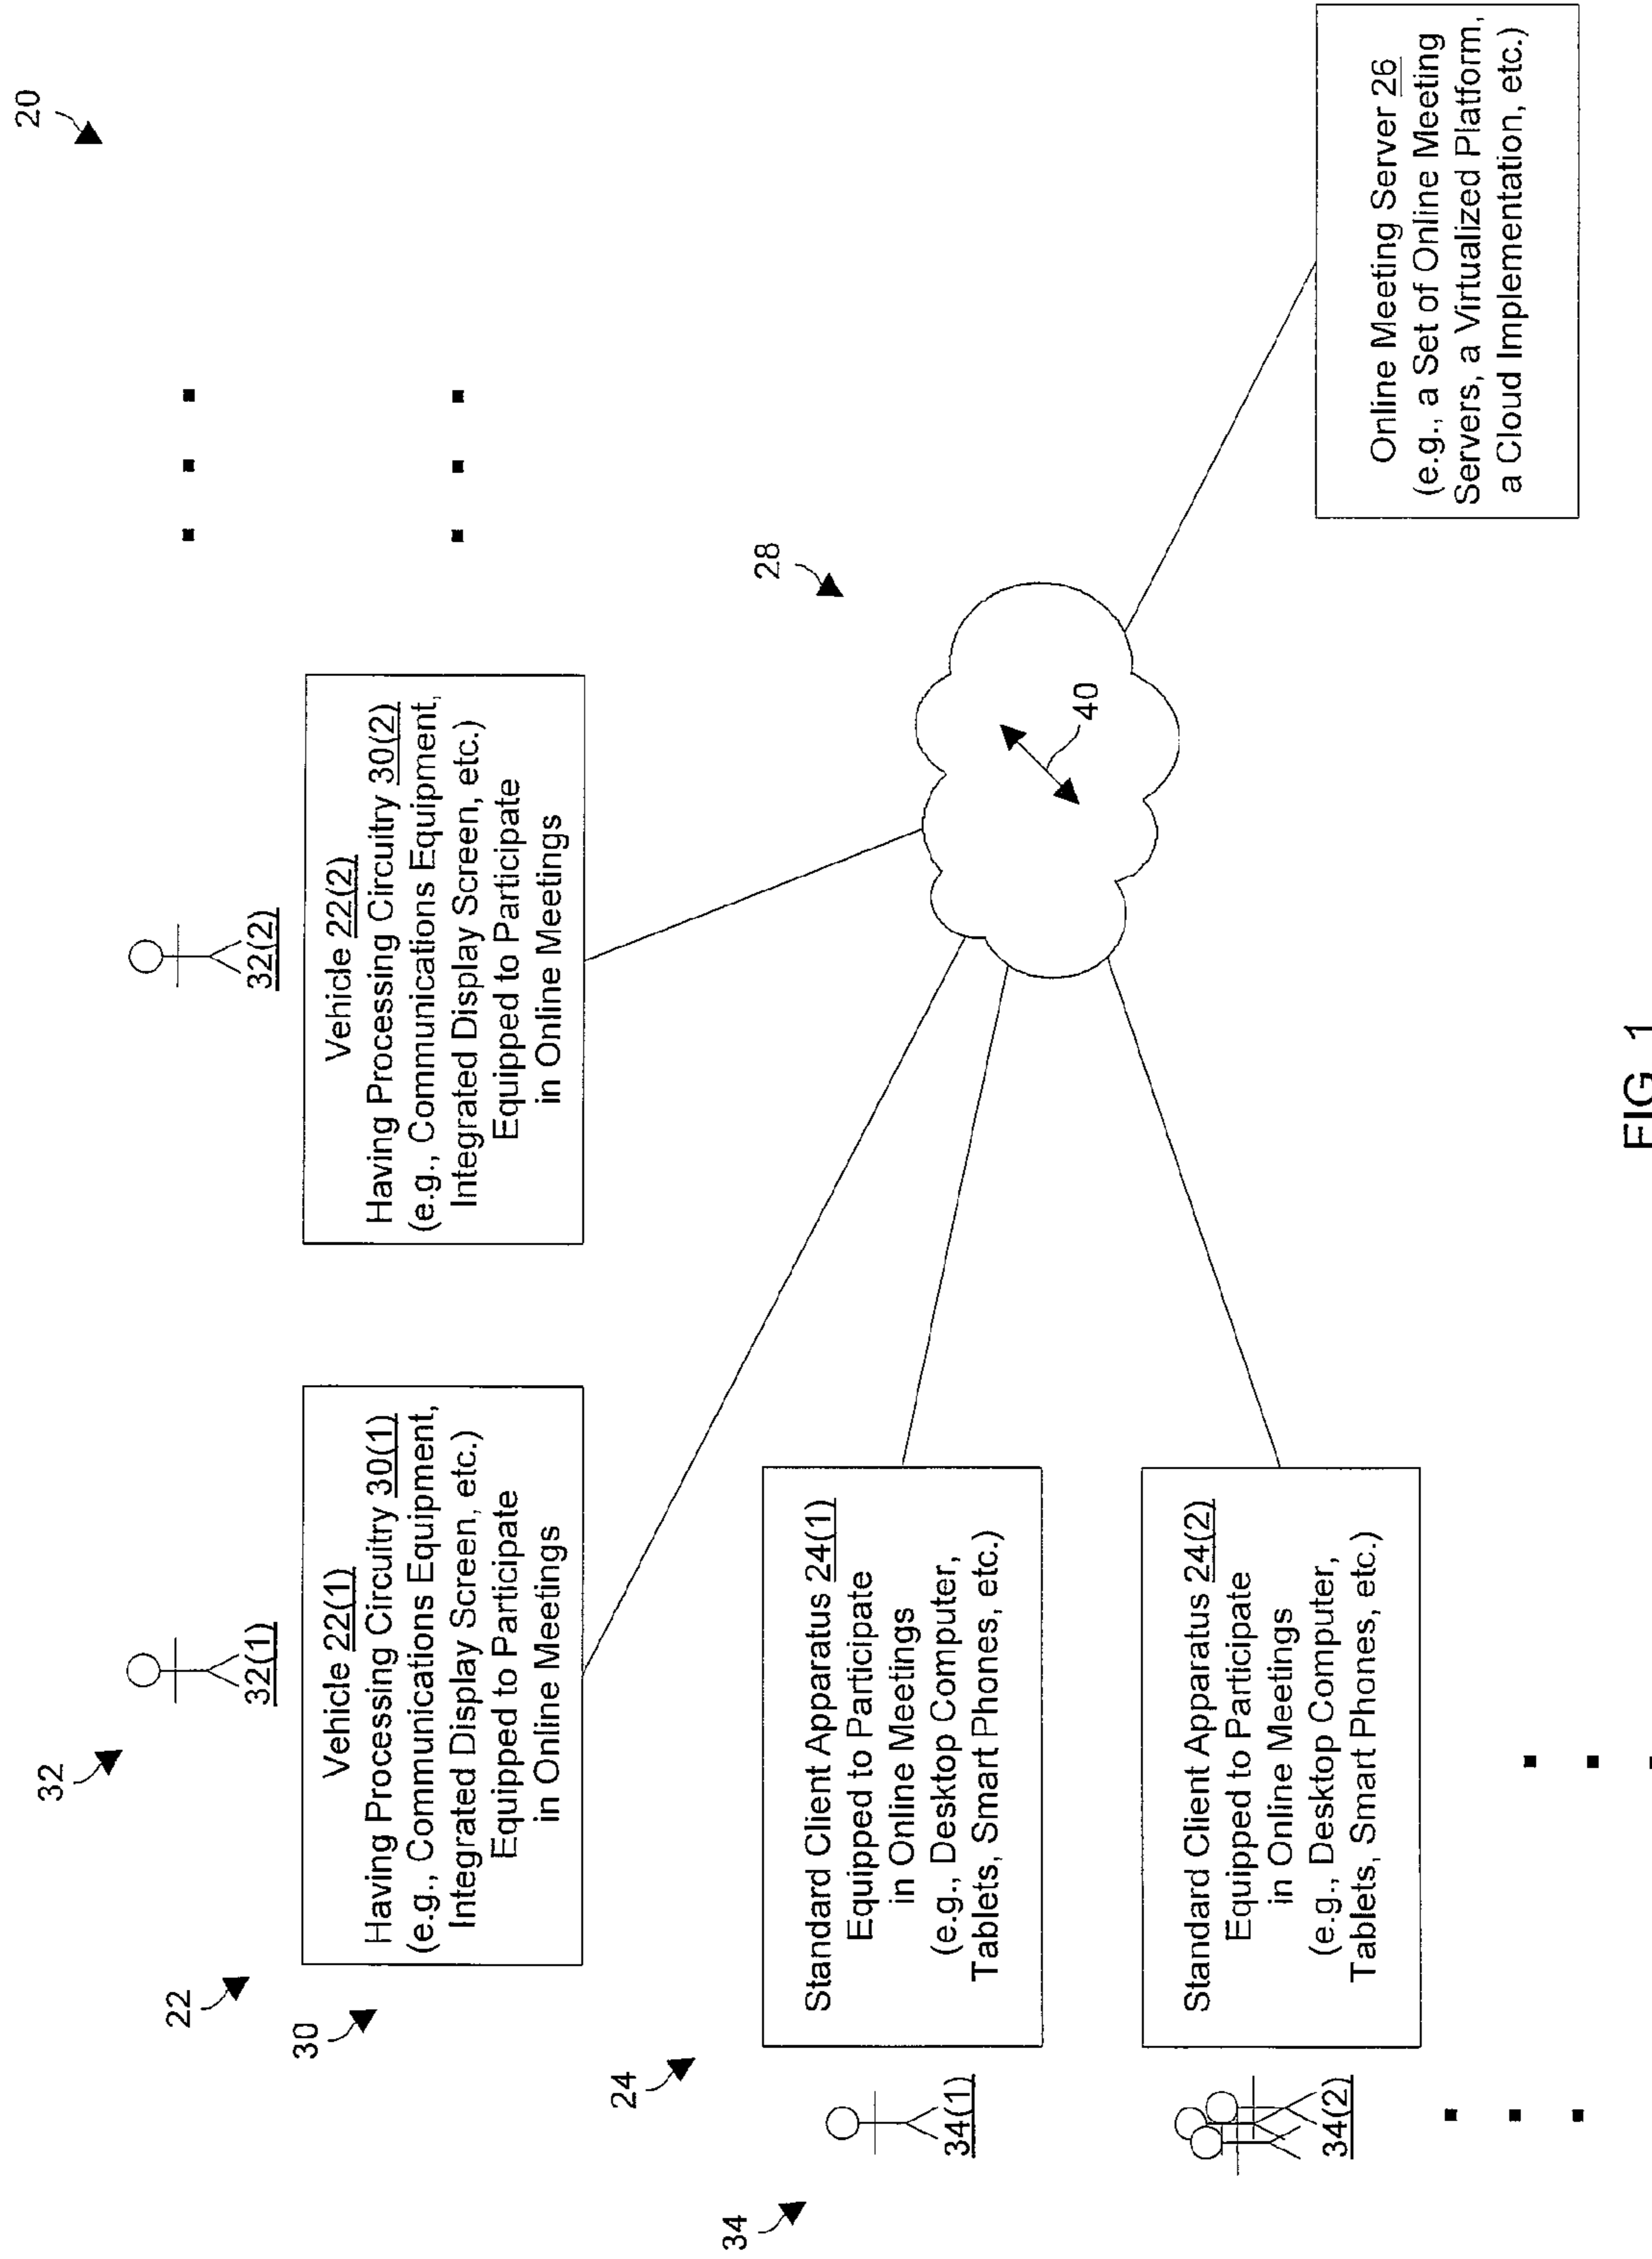 20
32
32(1)
32(2)
22
30
Vehicle 22(1)
Having Processing Circuitry 30(1)
(e.g., Communications Equipment,
Integrated Display Screen, etc.)
Equipped to Participate
in Online Meetings
Vehicle 22(2)
Having Processing Circuitry 30(2)
(e.g., Communications Equipment,
Integrated Display Screen, etc.)
Equipped to Participate
in Online Meetings
24
28
34
34(1)
Standard Client Apparatus 24(1)
Equipped to Participate
in Online Meetings
(e.g., Desktop Computer,
Tablets, Smart Phones, etc.)
40
34(2)
Standard Client Apparatus 24(2)
Equipped to Participate
in Online Meetings
(e.g., Desktop Computer,
Tablets, Smart Phones, etc.)
Online Meeting Server 26
(e.g., a Set of Online Meeting
Servers, a Virtualized Platform,
a Cloud Implementation, etc.)
FIG. 1